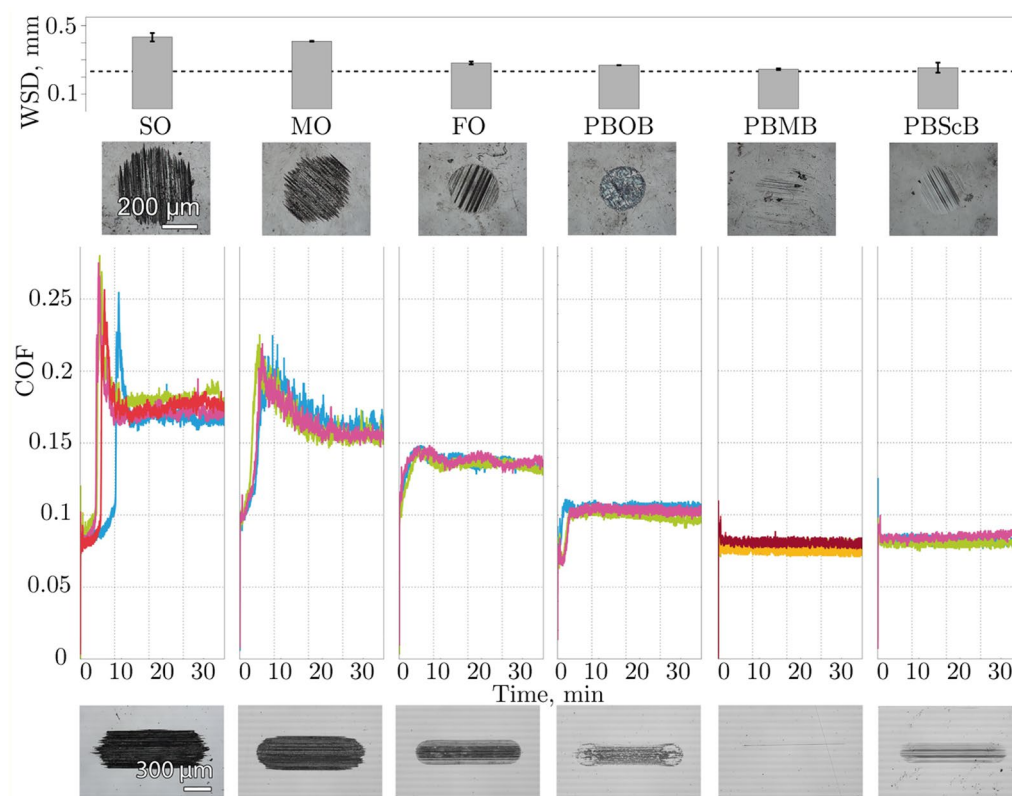 WSD, mm
0.5
0.1
SO MO FO PBOB PBMB PBScB
200 μm
COF
0.25
0.2
0.15
0.1
0.05
0
0 10 20 30 0 10 20 30 0 10 20 30 0 10 20 30 0 10 20 30 0 10 20 30
Time, min
300 μm